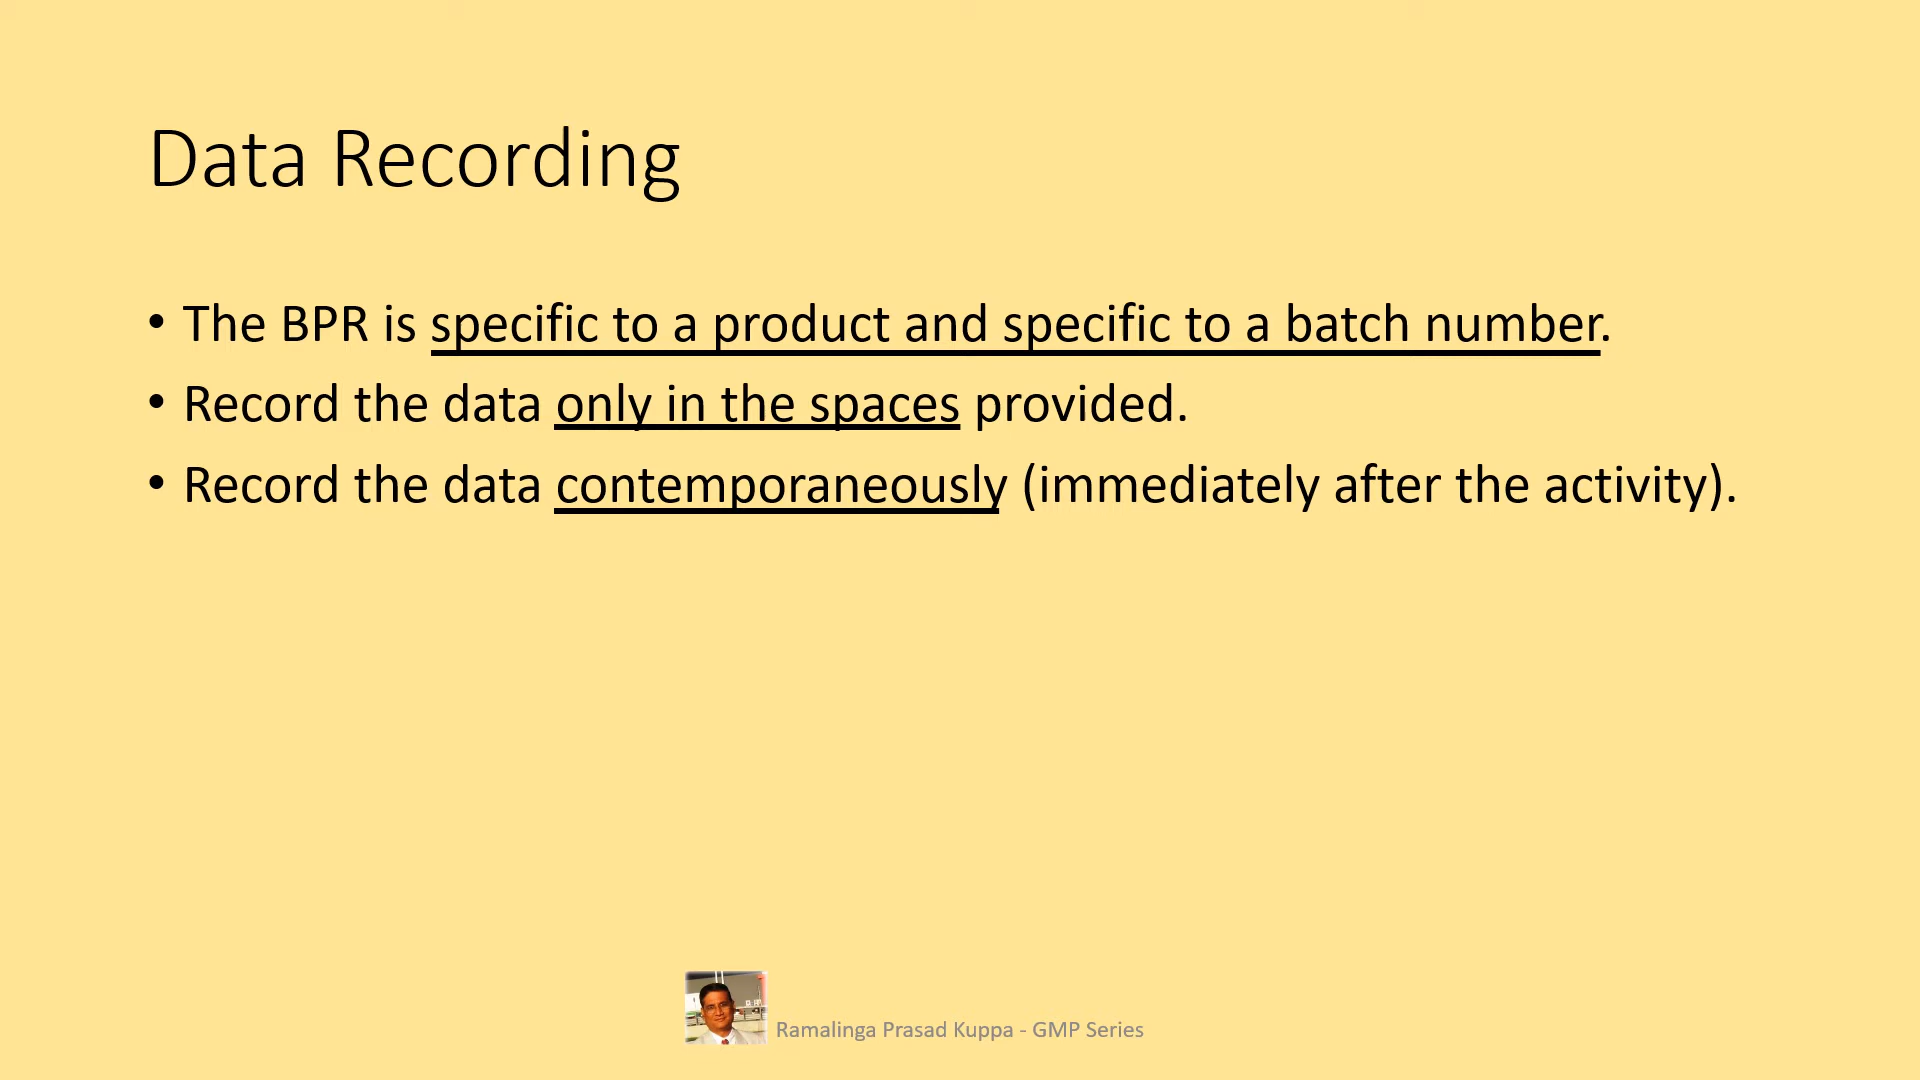 Data Recording
• The BPR is specific to a product and specific to a batch number.
• Record the data only in the spaces provided.
• Record the data contemporaneously (immediately after the activity).
Ramalinga Prasad Kuppa - GMP Series